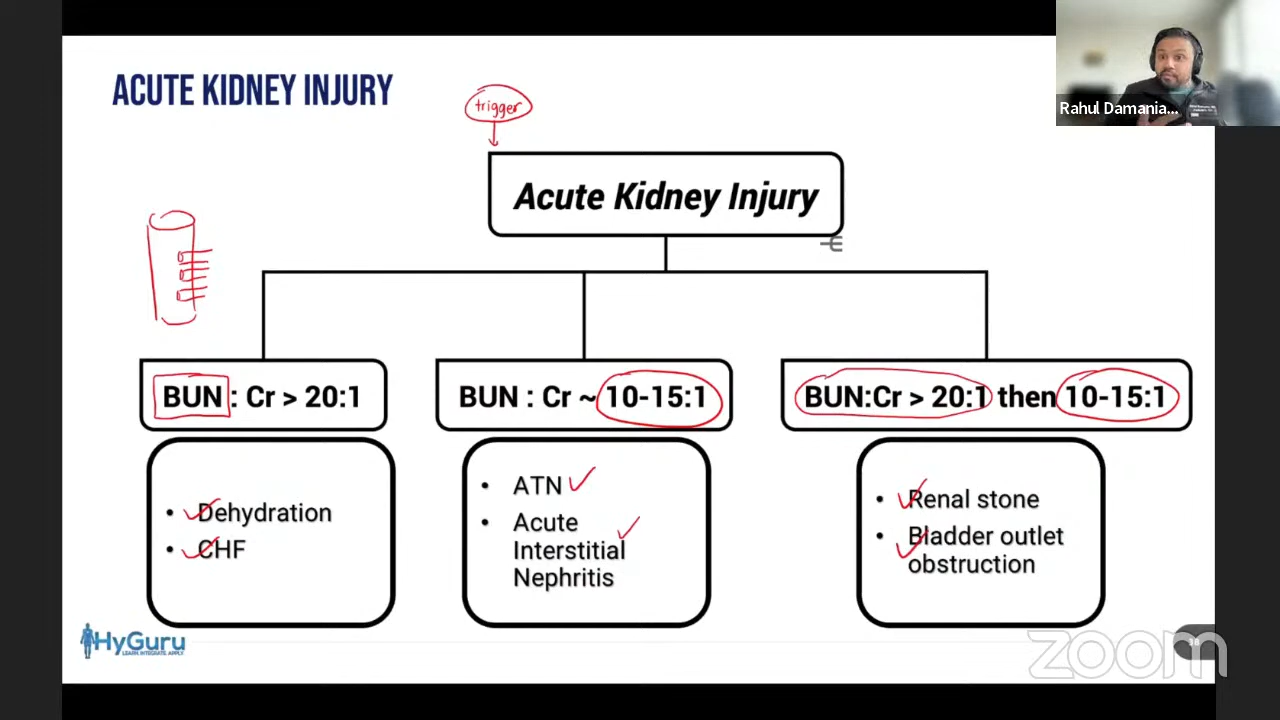 ACUTE KIDNEY INJURY
trigger
Rahul Damania...
Acute Kidney Injury
BUN : Cr > 20:1
BUN : Cr ~ 10-15:1
BUN:Cr > 20:1 then 10-15:1
• Dehydration
• CHF
• ATN
• Acute
Interstitial
Nephritis
• Renal stone
• Bladder outlet
obstruction
HyGuru
LEARN. INTEGRATE. APPLY
zoom